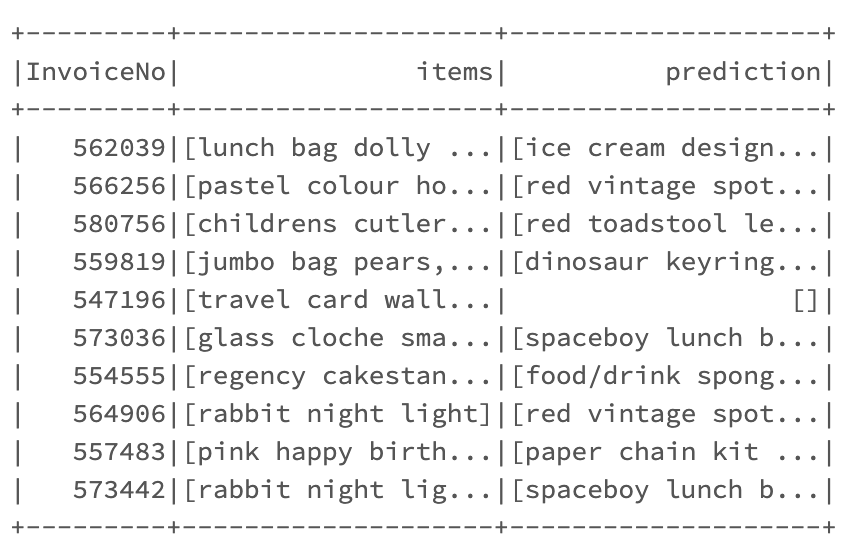 +---------+--------------------+--------------------+
|InvoiceNo|               items|          prediction|
+---------+--------------------+--------------------+
|   562039|[lunch bag dolly ...|[ice cream design...|
|   566256|[pastel colour ho...|[red vintage spot...|
|   580756|[childrens cutler...|[red toadstool le...|
|   559819|[jumbo bag pears,...|[dinosaur keyring...|
|   547196|[travel card wall...|                  []|
|   573036|[glass cloche sma...|[spaceboy lunch b...|
|   554555|[regency cakestan...|[food/drink spong...|
|   564906|[rabbit night light]|[red vintage spot...|
|   557483|[pink happy birth...|[paper chain kit ...|
|   573442|[rabbit night lig...|[spaceboy lunch b...|
+---------+--------------------+--------------------+